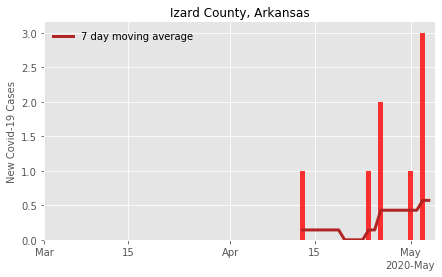 Izard County, Arkansas
7 day moving average
New Covid-19 Cases
3.0
2.5
2.0
1.5
1.0
0.5
0.0
Mar 15 Apr 15 May
2020-May